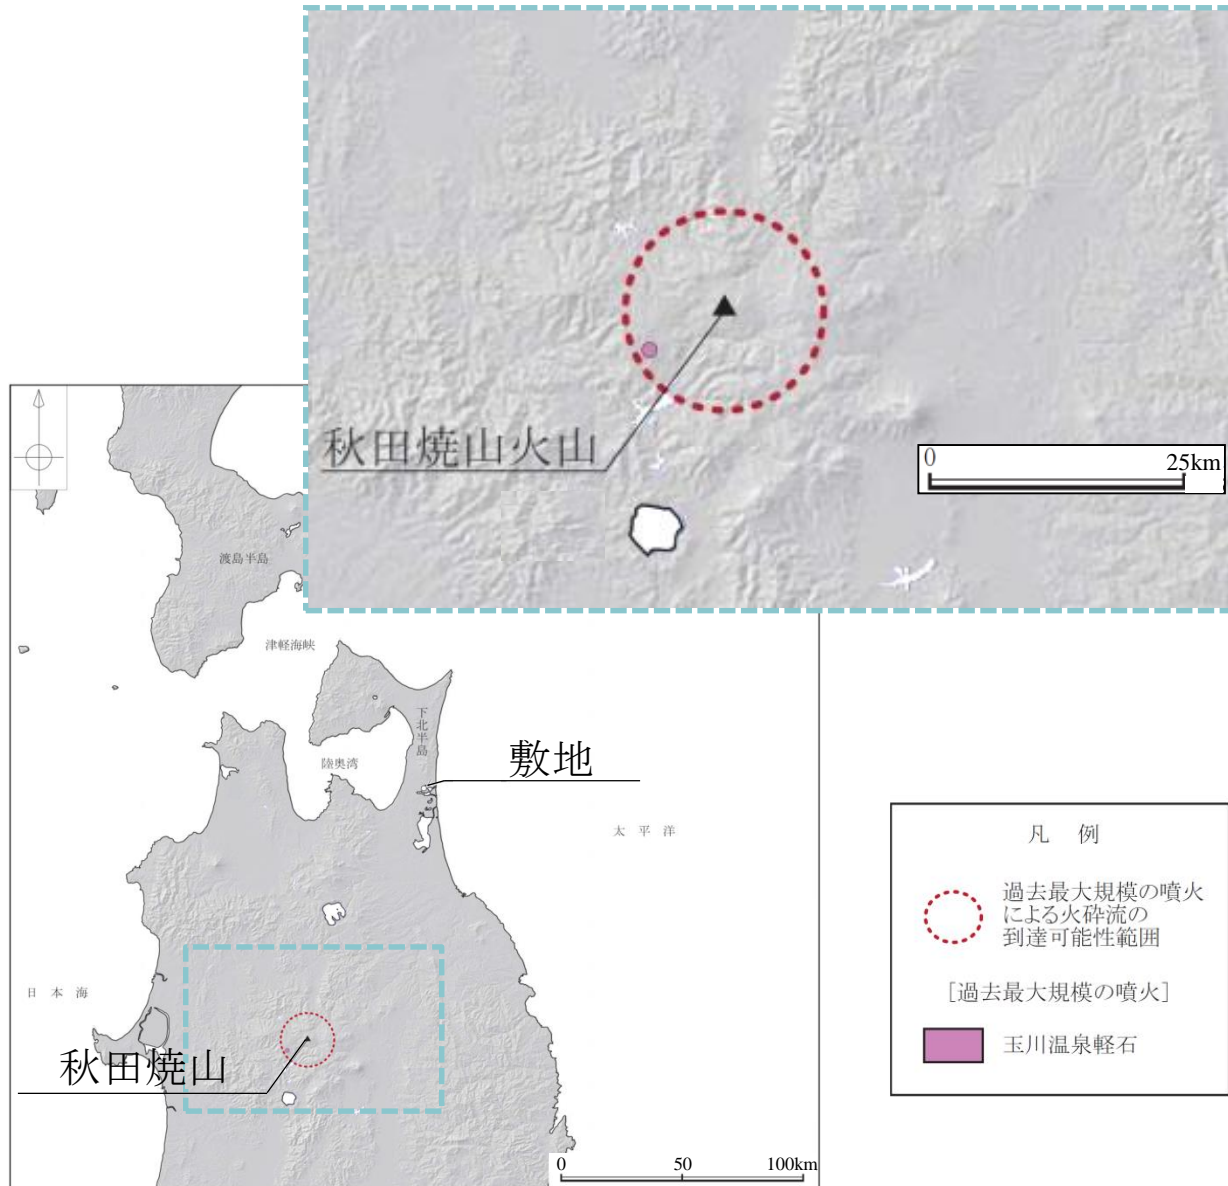 秋田焼山火山
0 25km
渡島半島
津軽海峡
下北半島
陸奥湾
敷地
太平洋
日本海
秋田焼山
0 50 100km
凡例
過去最大規模の噴火
による火砕流の
到達可能性範囲
[過去最大規模の噴火]
玉川温泉軽石